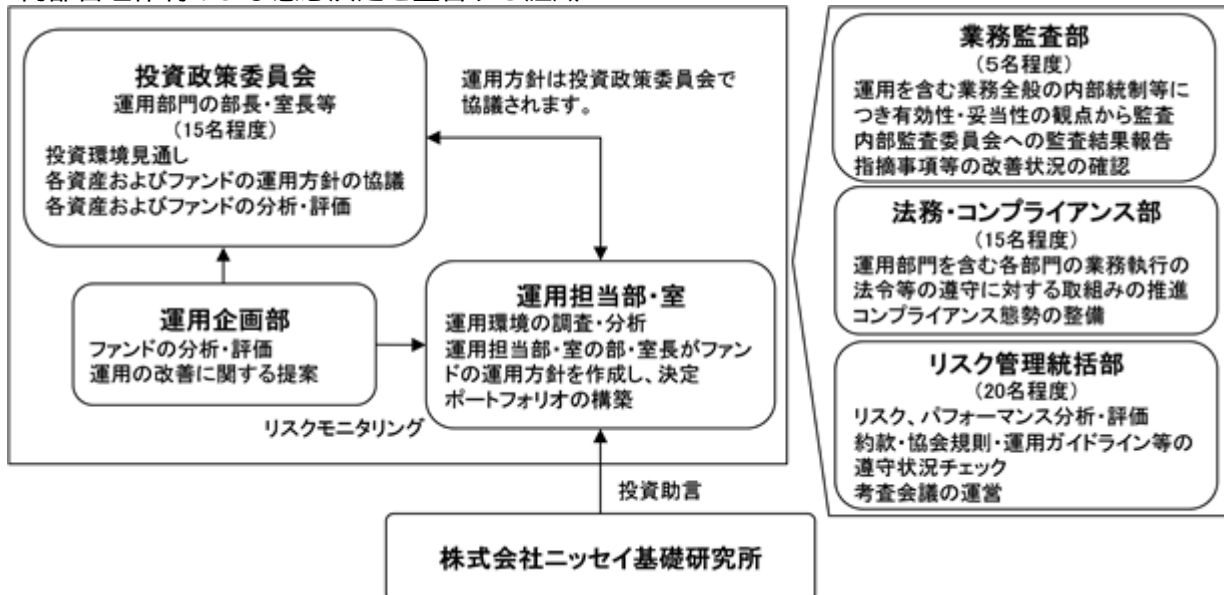 投資政策委員会
運用部門の部長・室長等
(15名程度)
投資環境見通し
各資産およびファンドの運用方針の協議
各資産およびファンドの分析・評価
運用方針は投資政策委員会で
協議されます。
運用企画部
ファンドの分析・評価
運用の改善に関する提案
運用担当部・室
運用環境の調査・分析
運用担当部・室の部・室長がファン
ドの運用方針を作成し、決定
ポートフォリオの構築
リスクモニタリング
投資助言
株式会社ニッセイ基礎研究所
業務監査部
(5名程度)
運用を含む業務全般の内部統制等に
つき有効性・妥当性の観点から監査
内部監査委員会への監査結果報告
指摘事項等の改善状況の確認
法務・コンプライアンス部
(15名程度)
運用部門を含む各部門の業務執行の
法令等の遵守に対する取組みの推進
コンプライアンス態勢の整備
リスク管理統括部
(20名程度)
リスク、パフォーマンス分析・評価
約款・協会規則・運用ガイドライン等の
遵守状況チェック
考査会議の運営